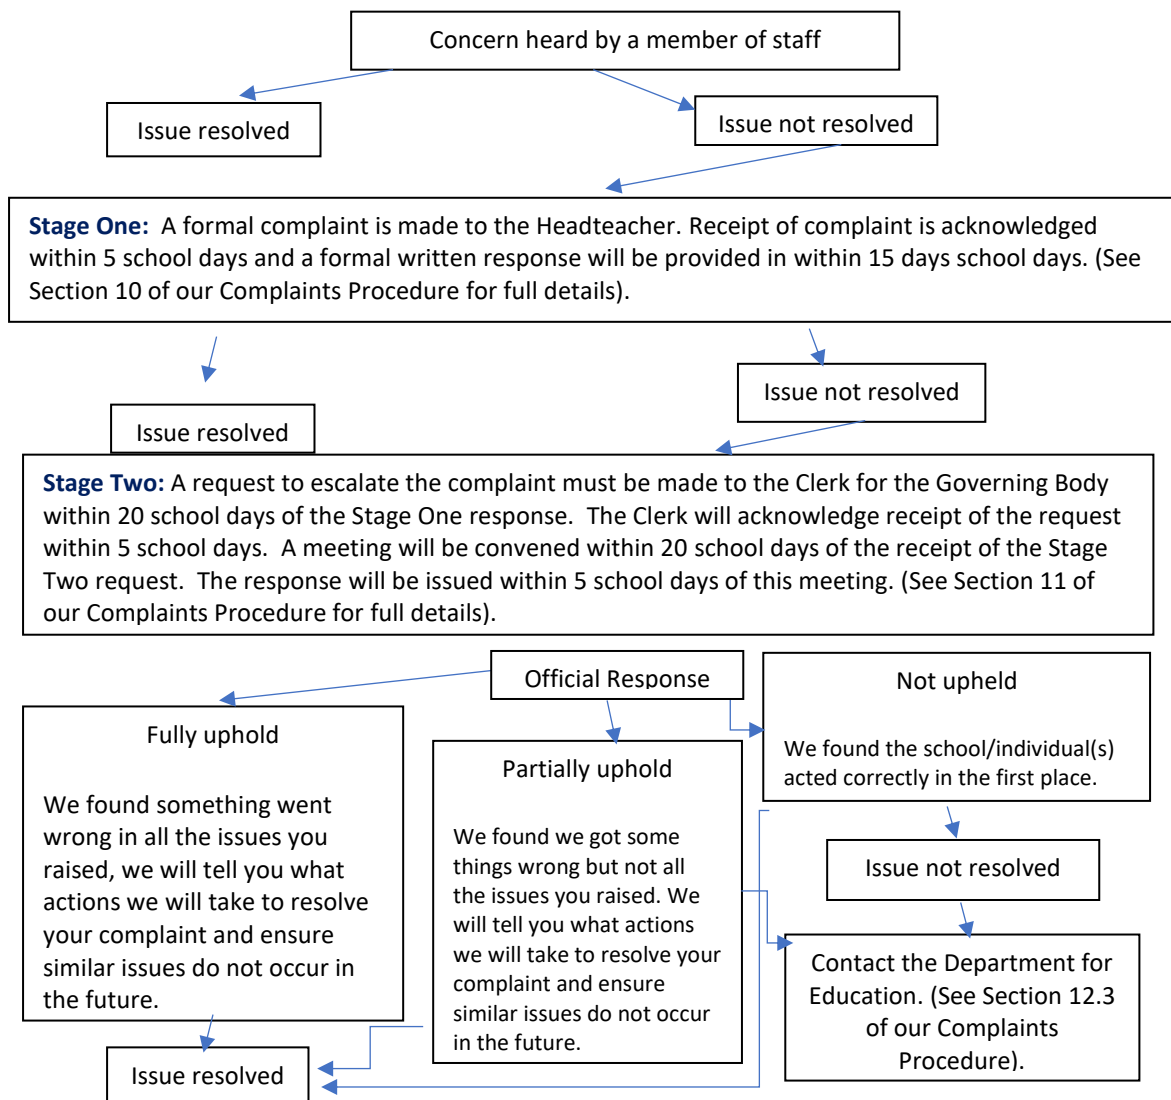 Concern heard by a member of staff
Issue resolved
Issue not resolved
Stage One:  A formal complaint is made to the Headteacher. Receipt of complaint is acknowledged
within 5 school days and a formal written response will be provided in within 15 days school days. (See
Section 10 of our Complaints Procedure for full details).
Issue not resolved
Issue resolved
Stage Two: A request to escalate the complaint must be made to the Clerk for the Governing Body
within 20 school days of the Stage One response.  The Clerk will acknowledge receipt of the request
within 5 school days.  A meeting will be convened within 20 school days of the receipt of the Stage
Two request.  The response will be issued within 5 school days of this meeting. (See Section 11 of
our Complaints Procedure for full details).
Official Response
Fully uphold
We found something went
wrong in all the issues you
raised, we will tell you what
actions we will take to resolve
your complaint and ensure
similar issues do not occur in
the future.
Partially uphold
We found we got some
things wrong but not all
the issues you raised. We
will tell you what actions
we will take to resolve your
complaint and ensure
similar issues do not occur
in the future.
Not upheld
We found the school/individual(s)
acted correctly in the first place.
Issue not resolved
Contact the Department for
Education. (See Section 12.3
of our Complaints
Procedure).
Issue resolved